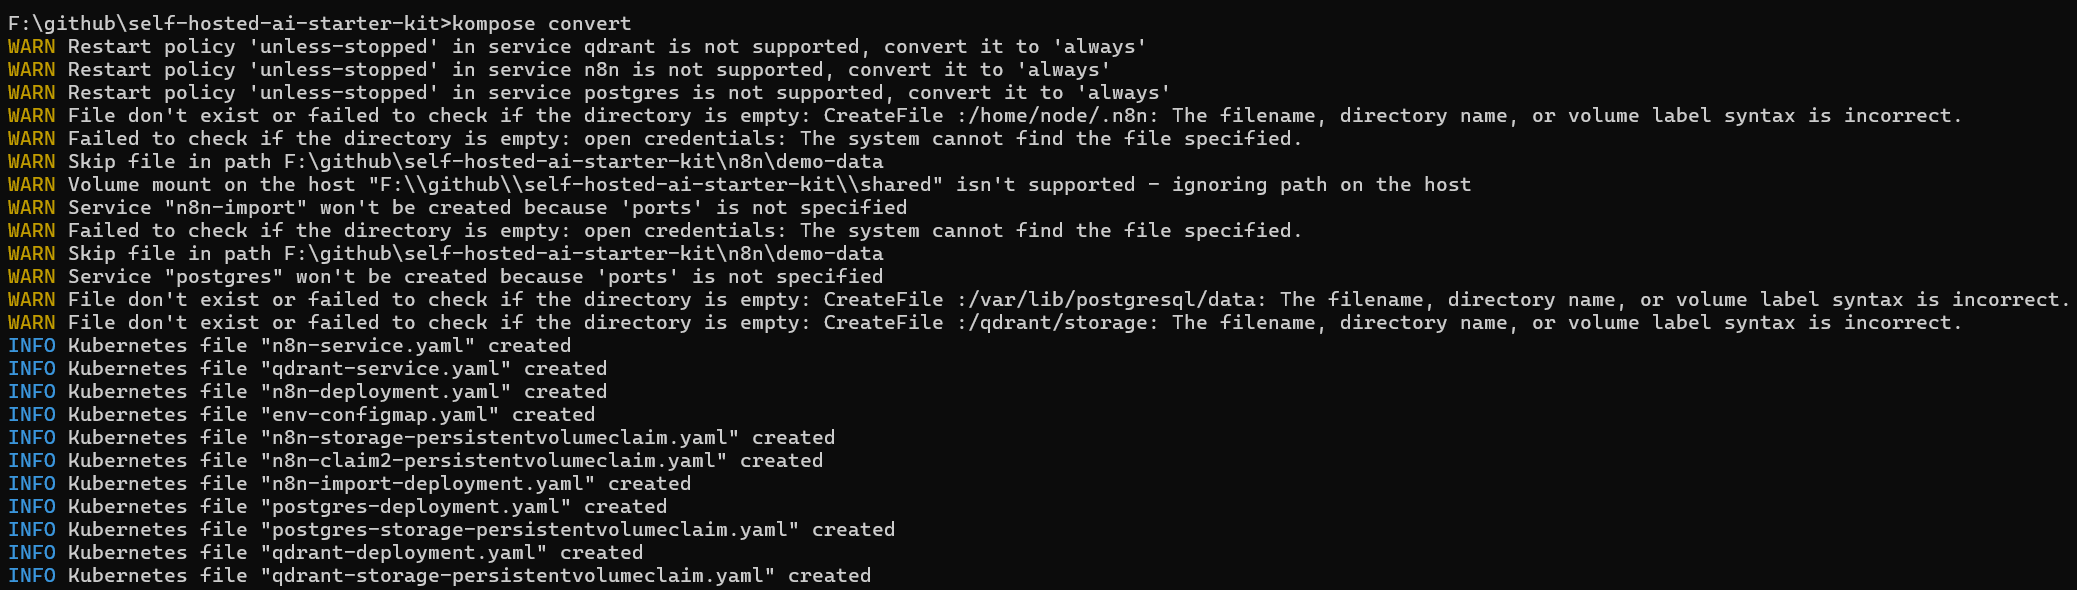 F:\github\self-hosted-ai-starter-kit>kompose convert
WARN Restart policy 'unless-stopped' in service qdrant is not supported, convert it to 'always'
WARN Restart policy 'unless-stopped' in service n8n is not supported, convert it to 'always'
WARN Restart policy 'unless-stopped' in service postgres is not supported, convert it to 'always'
WARN File don't exist or failed to check if the directory is empty: CreateFile :/home/node/.n8n: The filename, directory name, or volume label syntax is incorrect.
WARN Failed to check if the directory is empty: open credentials: The system cannot find the file specified.
WARN Skip file in path F:\github\self-hosted-ai-starter-kit\n8n\demo-data
WARN Volume mount on the host "F:\\github\\self-hosted-ai-starter-kit\\shared" isn't supported - ignoring path on the host
WARN Service "n8n-import" won't be created because 'ports' is not specified
WARN Failed to check if the directory is empty: open credentials: The system cannot find the file specified.
WARN Skip file in path F:\github\self-hosted-ai-starter-kit\n8n\demo-data
WARN Service "postgres" won't be created because 'ports' is not specified
WARN File don't exist or failed to check if the directory is empty: CreateFile :/var/lib/postgresql/data: The filename, directory name, or volume label syntax is incorrect.
WARN File don't exist or failed to check if the directory is empty: CreateFile :/qdrant/storage: The filename, directory name, or volume label syntax is incorrect.
INFO Kubernetes file "n8n-service.yaml" created
INFO Kubernetes file "qdrant-service.yaml" created
INFO Kubernetes file "n8n-deployment.yaml" created
INFO Kubernetes file "env-configmap.yaml" created
INFO Kubernetes file "n8n-storage-persistentvolumeclaim.yaml" created
INFO Kubernetes file "n8n-claim2-persistentvolumeclaim.yaml" created
INFO Kubernetes file "n8n-import-deployment.yaml" created
INFO Kubernetes file "postgres-deployment.yaml" created
INFO Kubernetes file "postgres-storage-persistentvolumeclaim.yaml" created
INFO Kubernetes file "qdrant-deployment.yaml" created
INFO Kubernetes file "qdrant-storage-persistentvolumeclaim.yaml" created